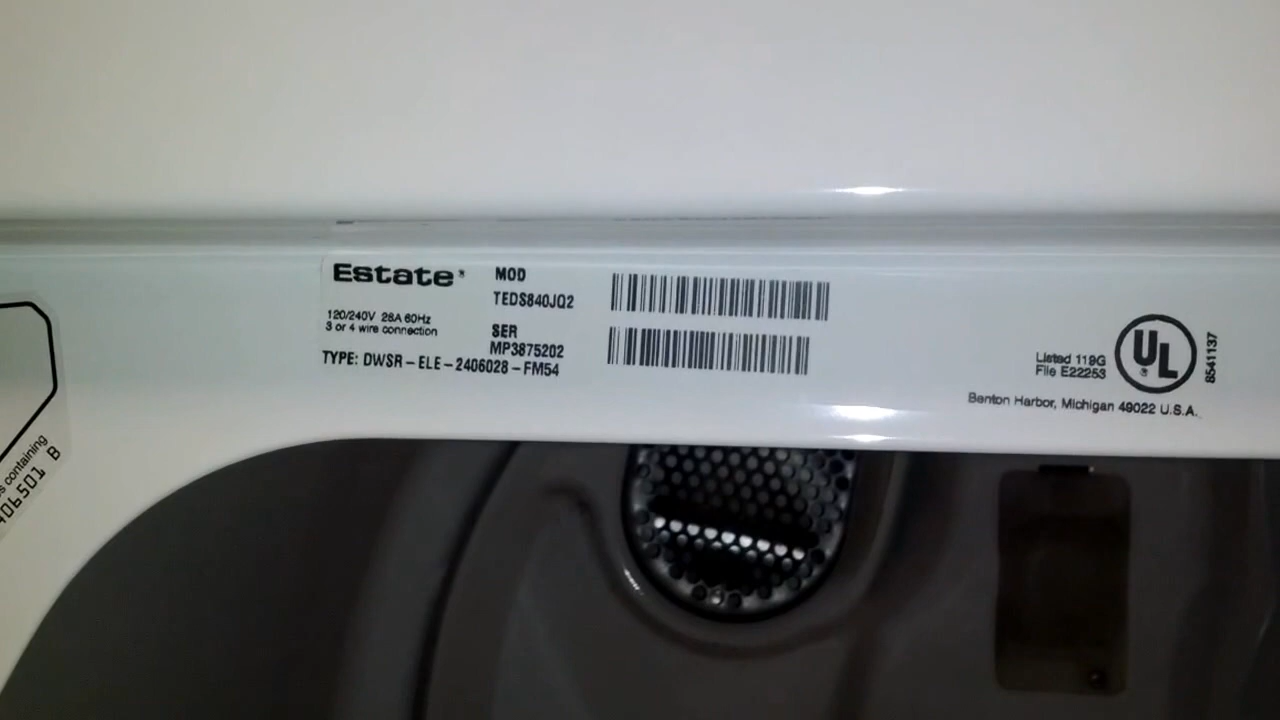 Estate®
MOD
TEDS840JQ2
120/240V 28A 60Hz
3 or 4 wire connection
SER
MP3875202
TYPE: DWSR-ELE-2406028-FM54
Listed 119G
File E22253
UL
8541137
Benton Harbor, Michigan 49022 U.S.A.
containing
406501 B